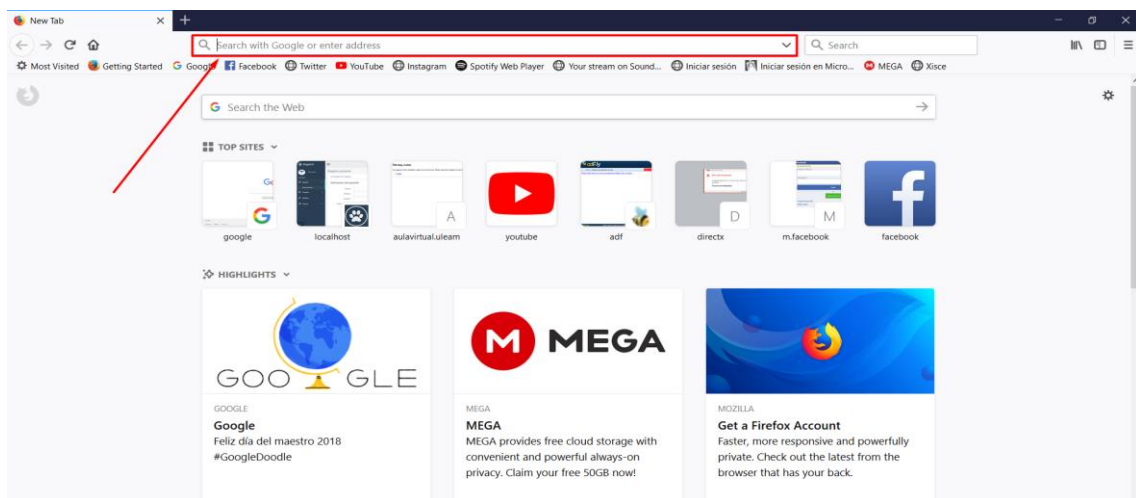 New Tab
Search with Google or enter address
Search
Most Visited Getting Started Google Facebook Twitter YouTube Instagram Spotify Web Player Your stream on Sound... Iniciar sesión Iniciar sesión en Micro... MEGA Xisce
Search the Web
TOP SITES
A D M
google localhost aulavirtual.uleam youtube adf directx m.facebook facebook
HIGHLIGHTS
GOOGLE
M MEGA
GOOGLE
Google
Feliz día del maestro 2018
#GoogleDoodle
MEGA
MEGA
MEGA provides free cloud storage with
convenient and powerful always-on
privacy. Claim your free 50GB now!
MOZILLA
Get a Firefox Account
Faster, more responsive and powerfully
private. Check out the latest from the
browser that has your back.